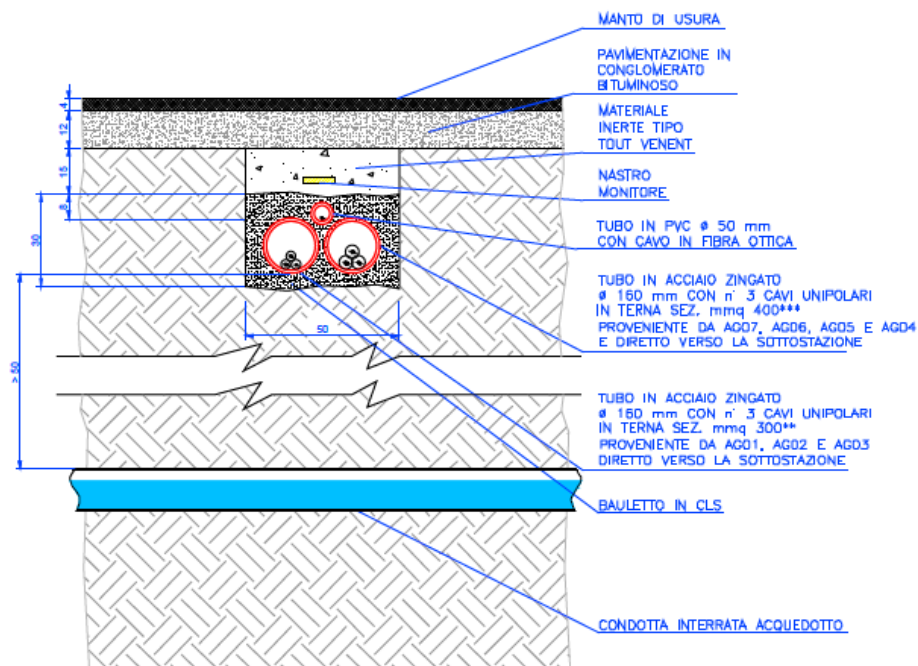 MANTO DI USURA
PAVIMENTAZIONE IN
CONGLOMERATO
BITUMINOSO
MATERIALE
INERTE TIPO
TOUT VENENT
NASTRO
MONITORE
TUBO IN PVC ø 50 mm
CON CAVO IN FIBRA OTTICA
TUBO IN ACCIAIO ZINGATO
ø 160 mm CON n° 3 CAVI UNIPOLARI
IN TERNA SEZ. mmq 400***
PROVENIENTE DA AG07, AG06, AG05 E AG04
E DIRETTO VERSO LA SOTTOSTAZIONE
TUBO IN ACCIAIO ZINGATO
ø 160 mm CON n° 3 CAVI UNIPOLARI
IN TERNA SEZ. mmq 300**
PROVENIENTE DA AG01, AG02 E AG03
DIRETTO VERSO LA SOTTOSTAZIONE
BAULETTO IN CLS
CONDOTTA INTERRATA ACQUEDOTTO
4
12
15
8
30
50
>50